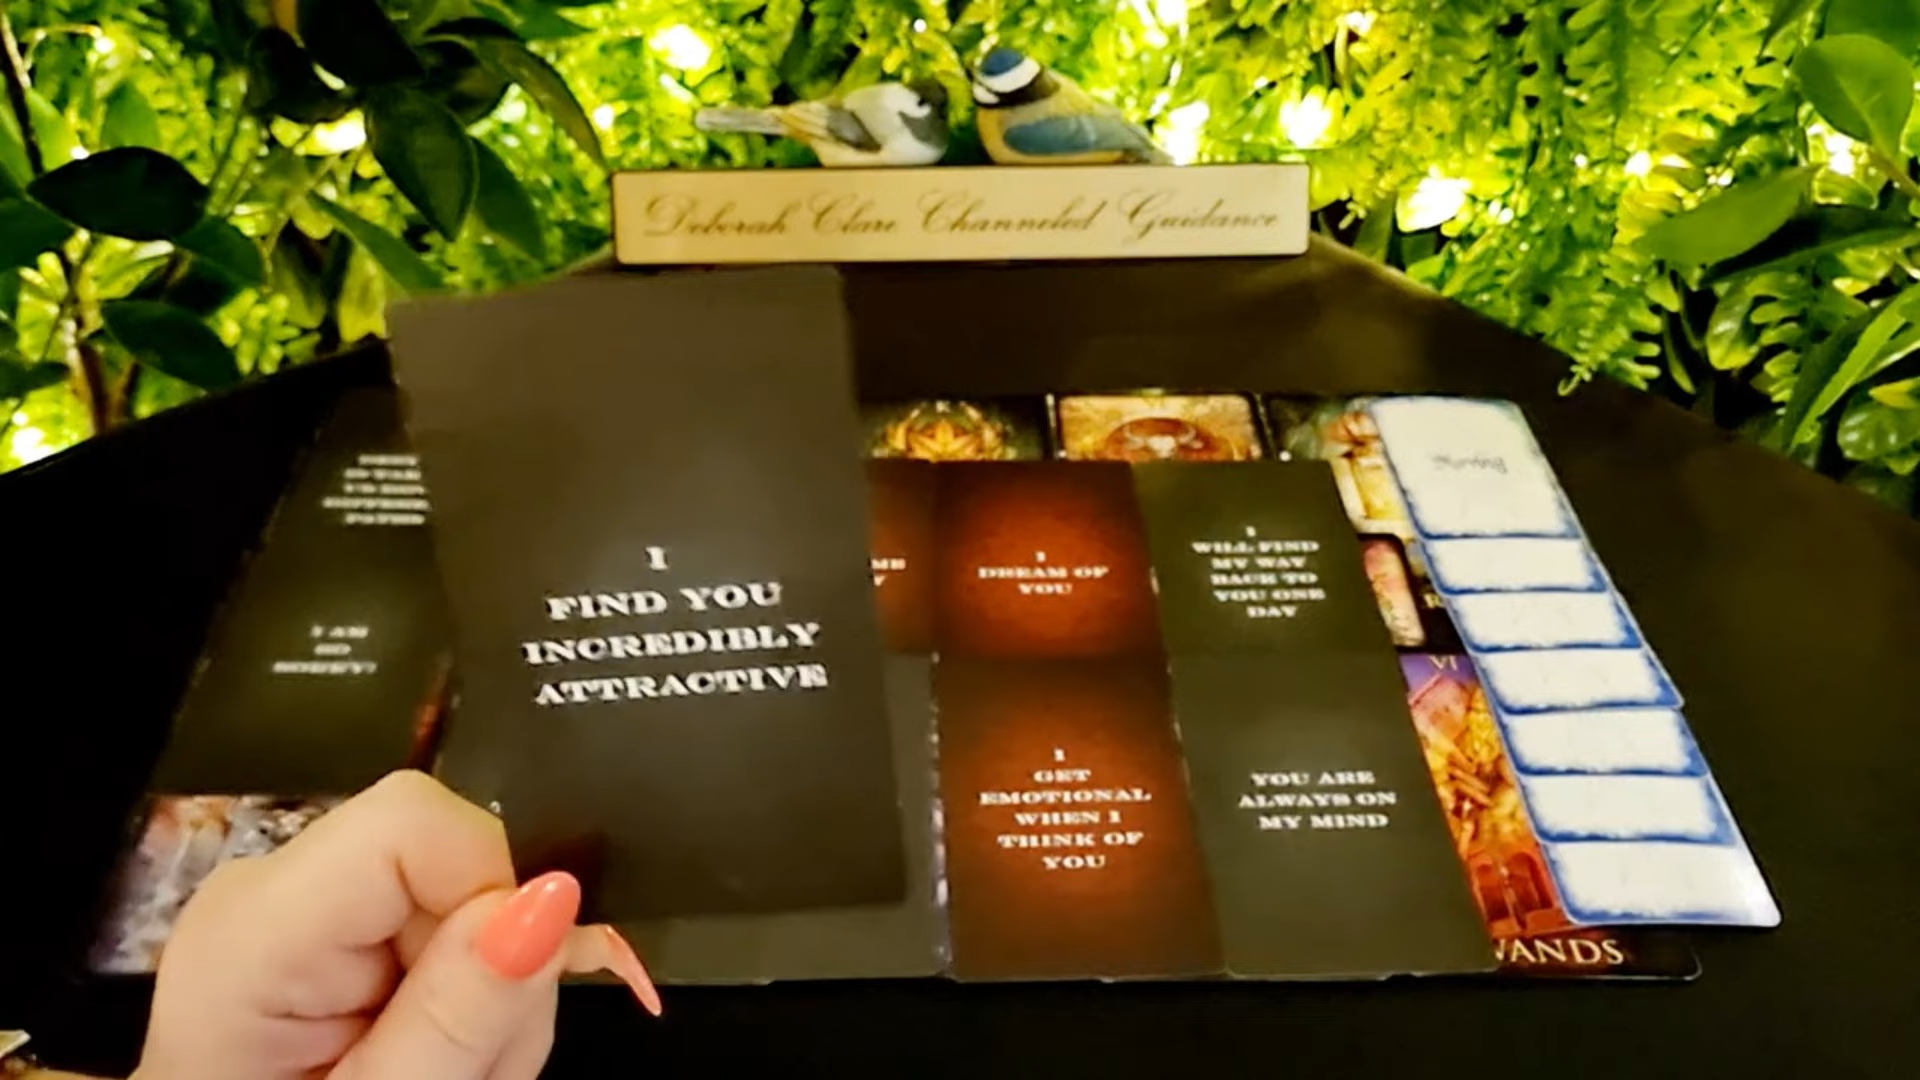 Deborah Clare Channeled Guidance
I AM
SO
SORRY!
I
FIND YOU
INCREDIBLY
ATTRACTIVE
ME
Y
I
DREAM OF
YOU
I
WILL FIND
MY WAY
BACK TO
YOU ONE
DAY
I
GET
EMOTIONAL
WHEN I
THINK OF
YOU
YOU ARE
ALWAYS ON
MY MIND
VI
WANDS